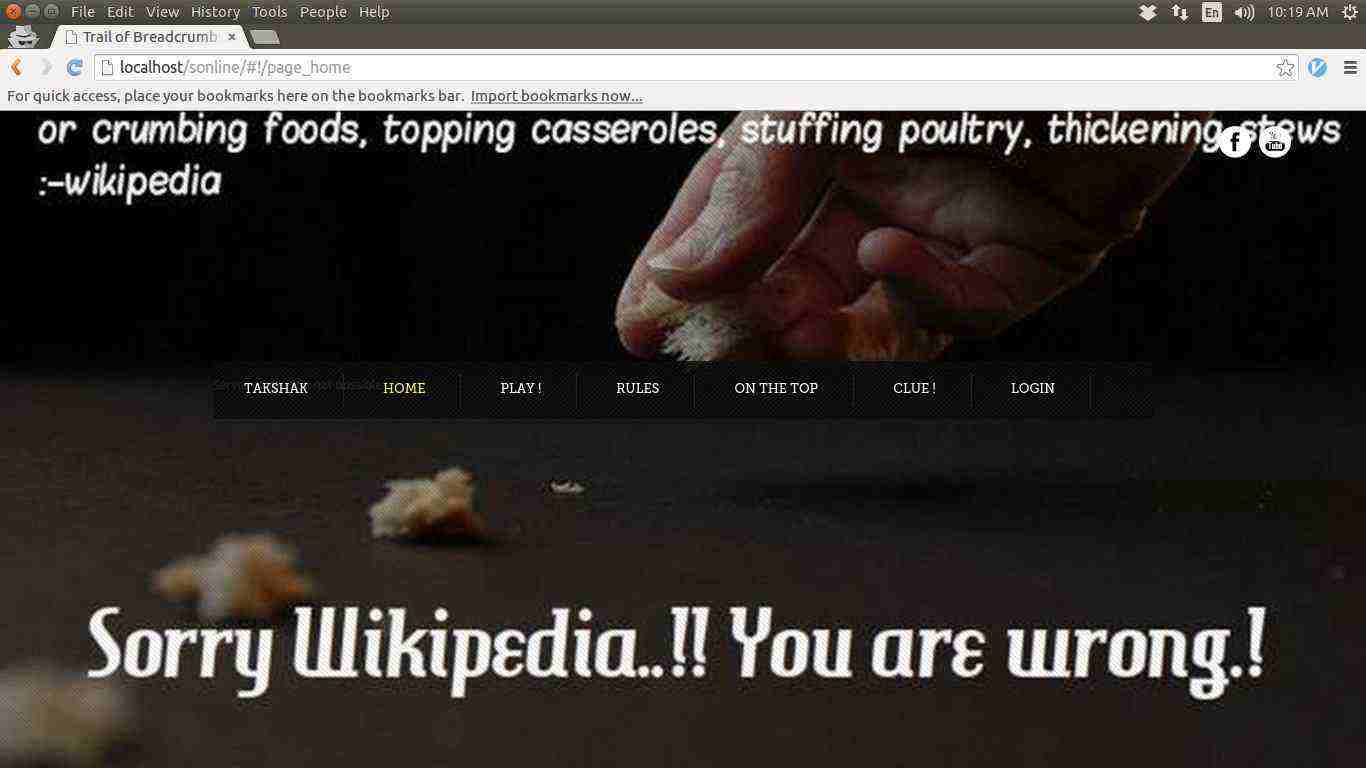 File Edit View History Tools People Help
En
10:19 AM
Trail of Breadcrumb
localhost/sonline/#!/page_home
For quick access, place your bookmarks here on the bookmarks bar. Import bookmarks now...
or crumbing foods, topping casseroles, stuffing poultry, thickening stews
:-wikipedia
f
You Tube
TAKSHAK HOME PLAY ! RULES ON THE TOP CLUE ! LOGIN
Sorry Wikipedia..!! You are wrong.!